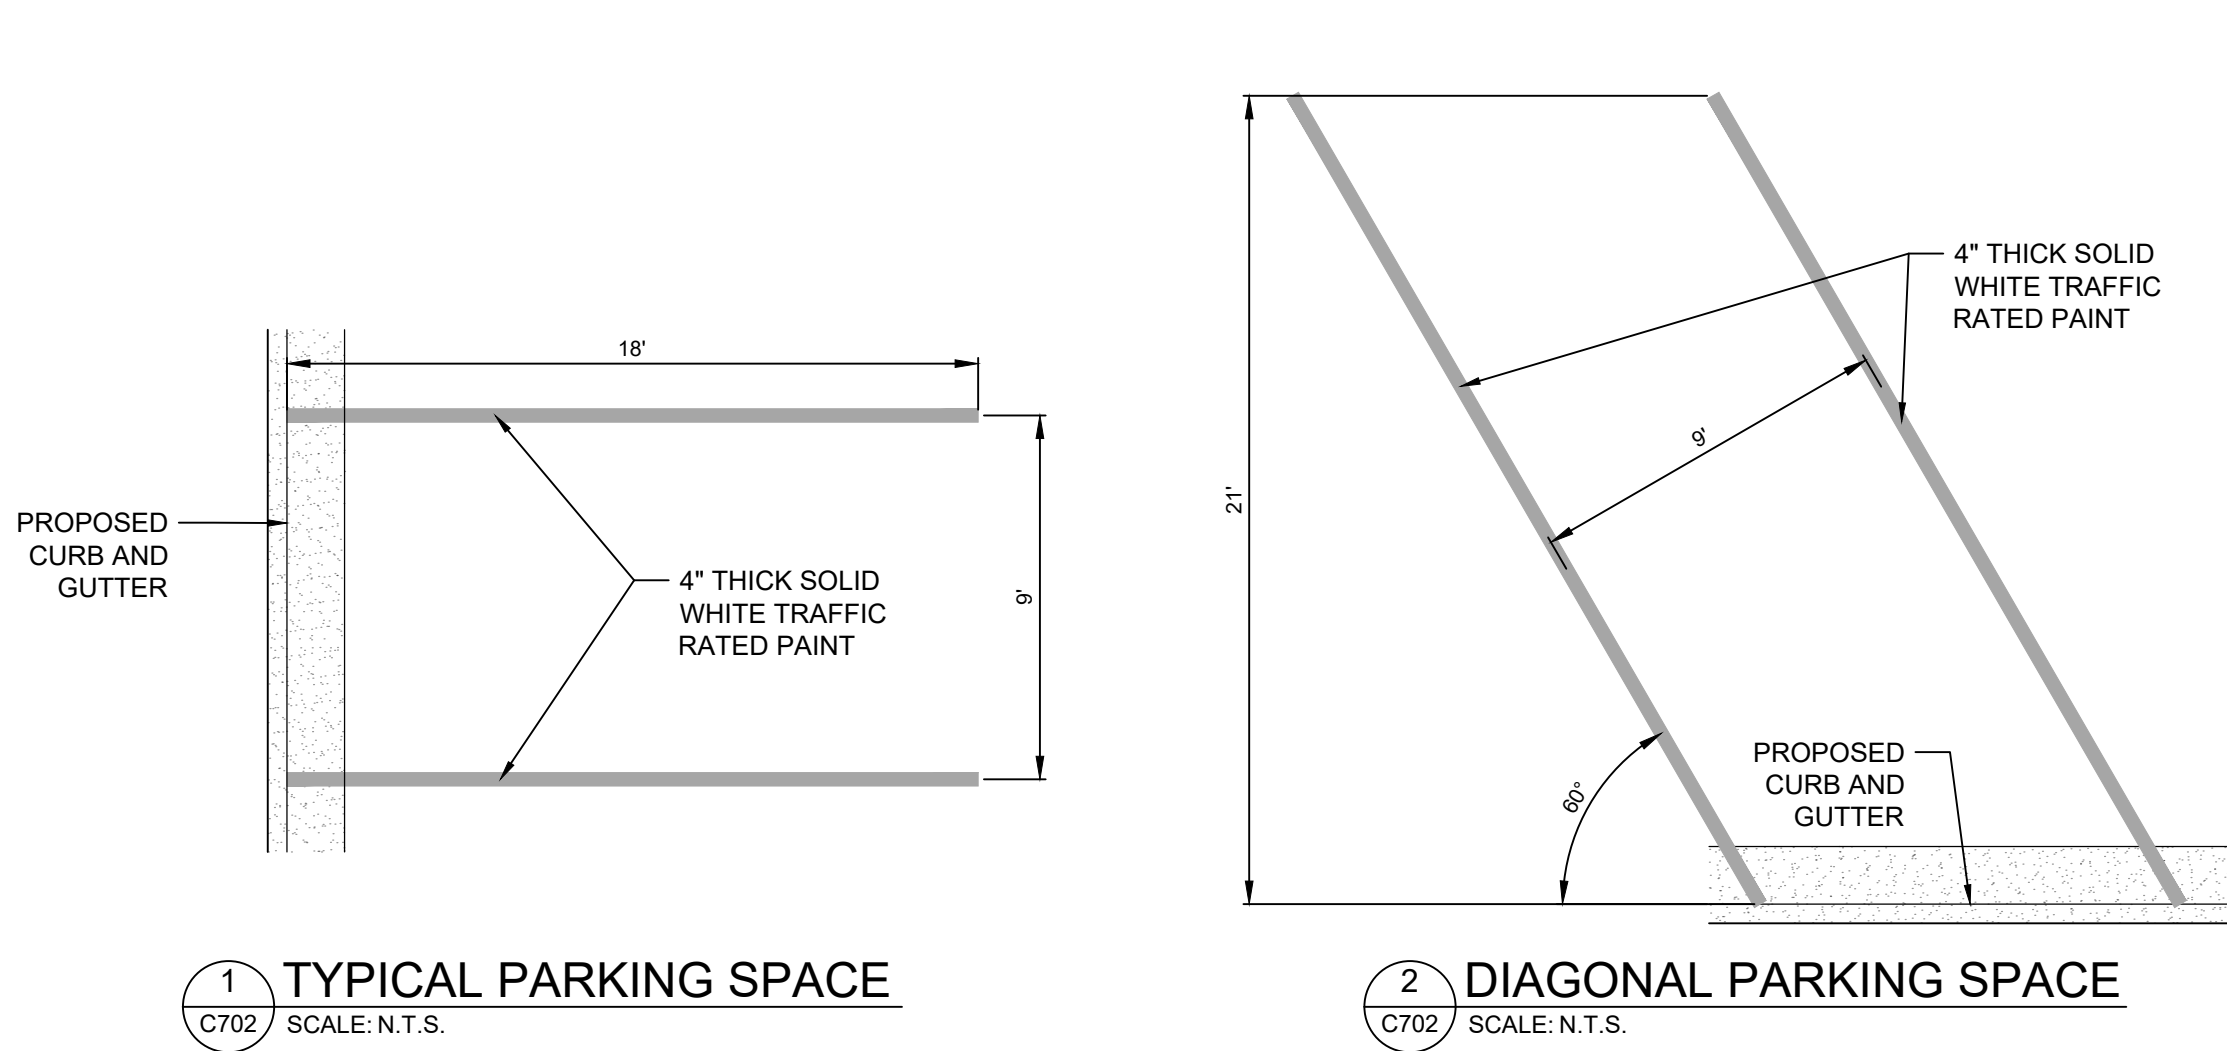 18'
PROPOSED
CURB AND
GUTTER
4" THICK SOLID
WHITE TRAFFIC
RATED PAINT
9'
1
C702
TYPICAL PARKING SPACE
SCALE: N.T.S.
21'
4" THICK SOLID
WHITE TRAFFIC
RATED PAINT
9'
60°
PROPOSED
CURB AND
GUTTER
2
C702
DIAGONAL PARKING SPACE
SCALE: N.T.S.